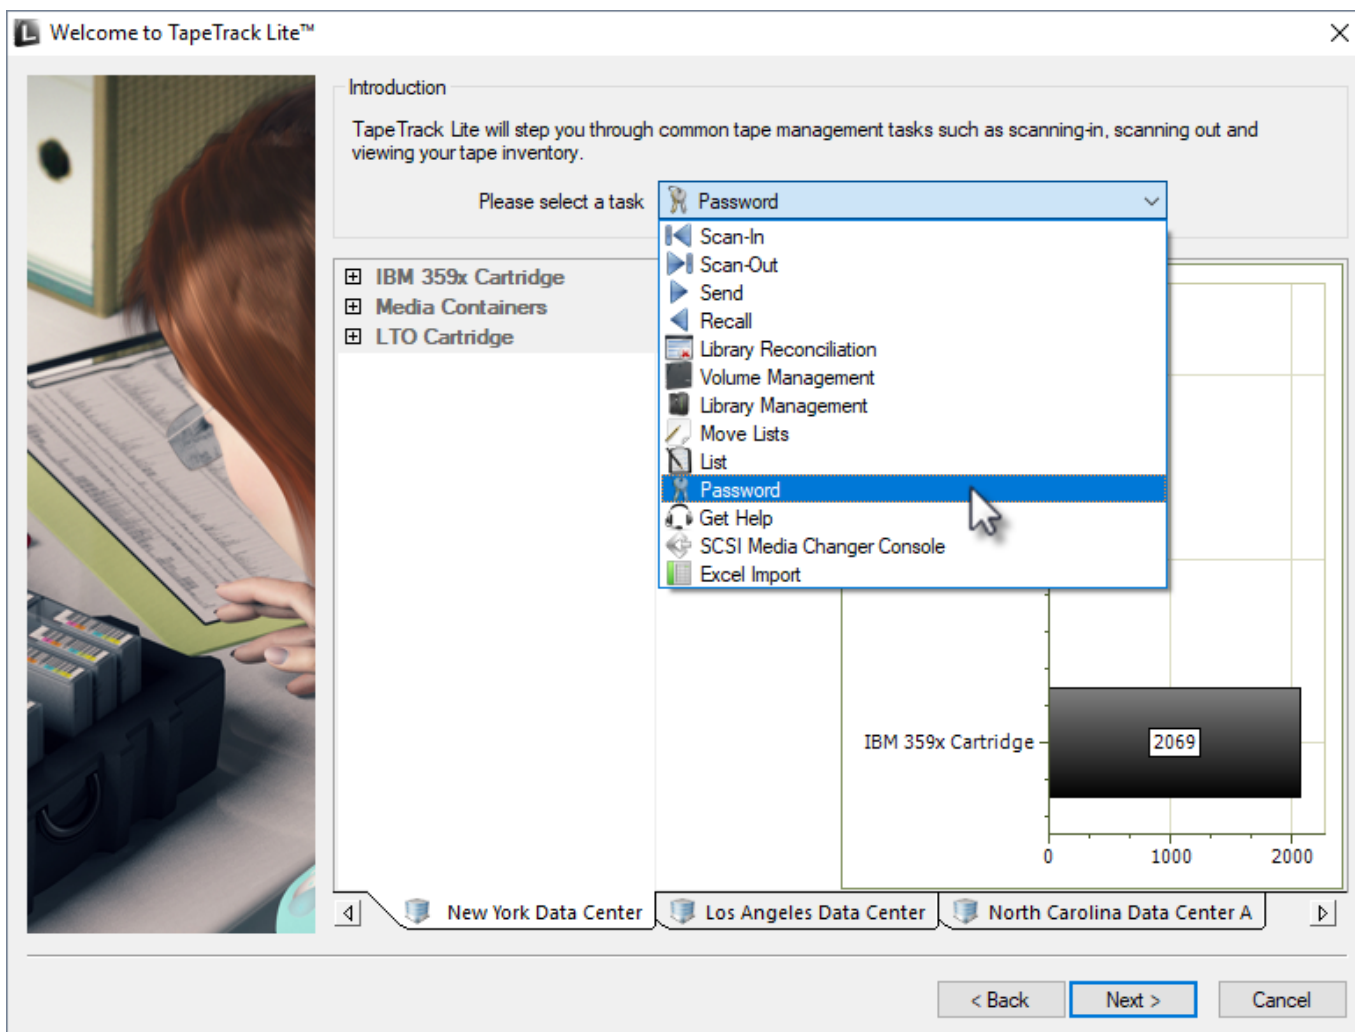 Welcome to TapeTrack Lite™
Introduction
TapeTrack Lite will step you through common tape management tasks such as scanning-in, scanning out and
viewing your tape inventory.
Please select a task
Password
Scan-In
Scan-Out
Send
Recall
Library Reconciliation
Volume Management
Library Management
Move Lists
List
Password
Get Help
SCSI Media Changer Console
Excel Import
IBM 359x Cartridge
Media Containers
LTO Cartridge
IBM 359x Cartridge
2069
0 1000 2000
New York Data Center
Los Angeles Data Center
North Carolina Data Center A
< Back
Next >
Cancel